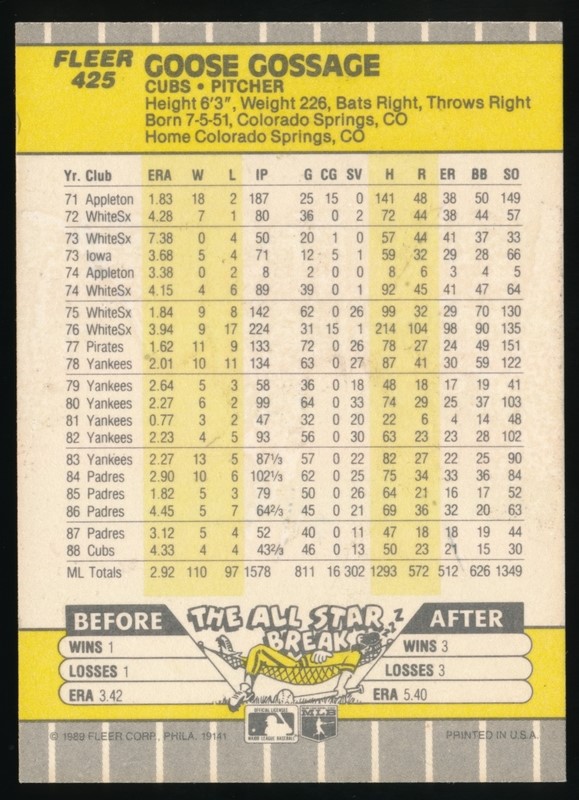 FLEER
425
GOOSE GOSSAGE
CUBS • PITCHER
Height 6'3", Weight 226, Bats Right, Throws Right
Born 7-5-51, Colorado Springs, CO
Home Colorado Springs, CO
Yr. Club ERA W L IP G CG SV H R ER BB SO
71 Appleton 1.83 18 2 187 25 15 0 141 48 38 50 149
72 WhiteSx 4.28 7 1 80 36 0 2 72 44 38 44 57
73 WhiteSx 7.38 0 4 50 20 1 0 57 44 41 37 33
73 Iowa 3.68 5 4 71 12 5 1 59 32 29 28 66
74 Appleton 3.38 0 2 8 2 0 0 8 6 3 4 5
74 WhiteSx 4.15 4 6 89 39 0 1 92 45 41 47 64
75 WhiteSx 1.84 9 8 142 62 0 26 99 32 29 70 130
76 WhiteSx 3.94 9 17 224 31 15 1 214 104 98 90 135
77 Pirates 1.62 11 9 133 72 0 26 78 27 24 49 151
78 Yankees 2.01 10 11 134 63 0 27 87 41 30 59 122
79 Yankees 2.64 5 3 58 36 0 18 48 18 17 19 41
80 Yankees 2.27 6 2 99 64 0 33 74 29 25 37 103
81 Yankees 0.77 3 2 47 32 0 20 22 6 4 14 48
82 Yankees 2.23 4 5 93 56 0 30 63 23 23 28 102
83 Yankees 2.27 13 5 87⅓ 57 0 22 82 27 22 25 90
84 Padres 2.90 10 6 102⅓ 62 0 25 75 34 33 36 84
85 Padres 1.82 5 3 79 50 0 26 64 21 16 17 52
86 Padres 4.45 5 7 64⅔ 45 0 21 69 36 32 20 63
87 Padres 3.12 5 4 52 40 0 11 47 18 18 19 44
88 Cubs 4.33 4 4 43⅔ 46 0 13 50 23 21 15 30
ML Totals 2.92 110 97 1578 811 16 302 1293 572 512 626 1349
BEFORE THE ALL STAR BREAK AFTER
Z Z Z
WINS 1 WINS 3
LOSSES 1 LOSSES 3
ERA 3.42 ERA 5.40
OFFICIAL LICENSEE
MAJOR LEAGUE BASEBALL
MLB
© 1989 FLEER CORP., PHILA. 19141 PRINTED IN U.S.A.